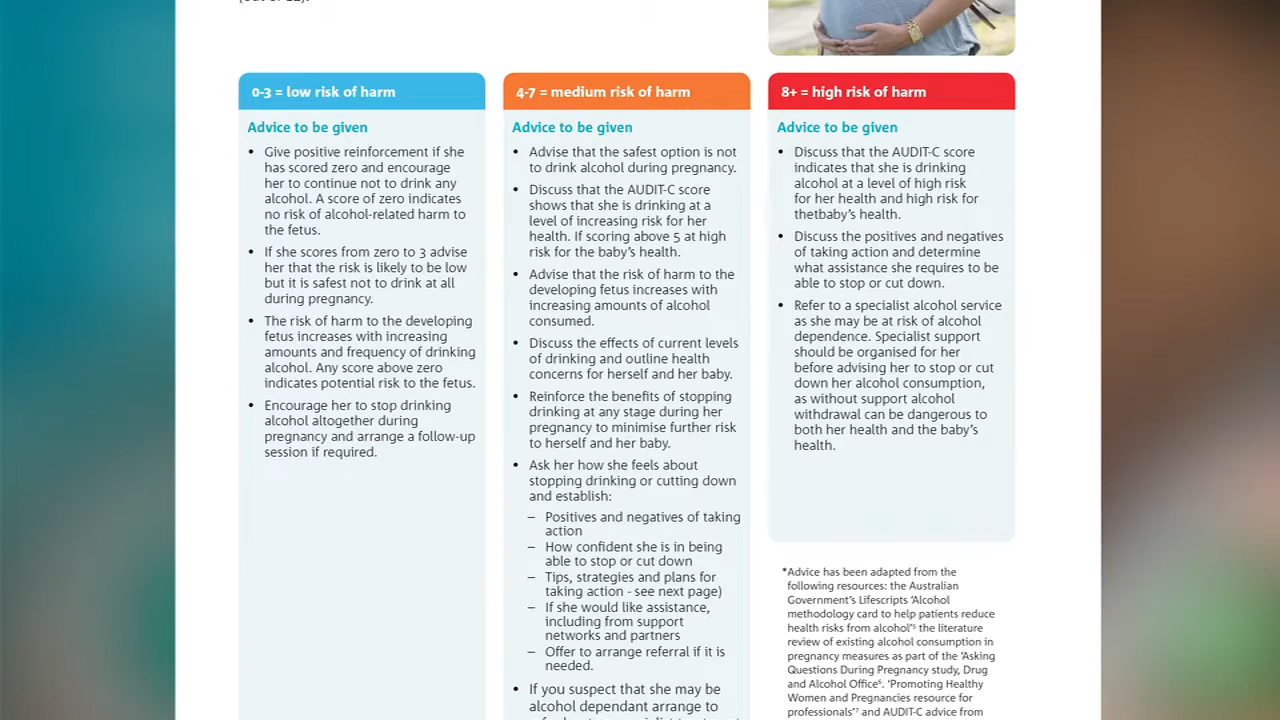 0-3 = low risk of harm
Advice to be given
• Give positive reinforcement if she
has scored zero and encourage
her to continue not to drink any
alcohol. A score of zero indicates
no risk of alcohol-related harm to
the fetus.
• If she scores from zero to 3 advise
her that the risk is likely to be low
but it is safest not to drink at all
during pregnancy.
• The risk of harm to the developing
fetus increases with increasing
amounts and frequency of drinking
alcohol. Any score above zero
indicates potential risk to the fetus.
• Encourage her to stop drinking
alcohol altogether during
pregnancy and arrange a follow-up
session if required.
4-7 = medium risk of harm
Advice to be given
• Advise that the safest option is not
to drink alcohol during pregnancy.
• Discuss that the AUDIT-C score
shows that she is drinking at a
level of increasing risk for her
health. If scoring above 5 at high
risk for the baby's health.
• Advise that the risk of harm to the
developing fetus increases with
increasing amounts of alcohol
consumed.
• Discuss the effects of current levels
of drinking and outline health
concerns for herself and her baby.
• Reinforce the benefits of stopping
drinking at any stage during her
pregnancy to minimise further risk
to herself and her baby.
• Ask her how she feels about
stopping drinking or cutting down
and establish:
– Positives and negatives of taking
action
– How confident she is in being
able to stop or cut down
– Tips, strategies and plans for
taking action - see next page)
– If she would like assistance,
including from support
networks and partners
– Offer to arrange referral if it is
needed.
• If you suspect that she may be
alcohol dependant arrange to
8+ = high risk of harm
Advice to be given
• Discuss that the AUDIT-C score
indicates that she is drinking
alcohol at a level of high risk
for her health and high risk for
thetbaby's health.
• Discuss the positives and negatives
of taking action and determine
what assistance she requires to be
able to stop or cut down.
• Refer to a specialist alcohol service
as she may be at risk of alcohol
dependence. Specialist support
should be organised for her
before advising her to stop or cut
down her alcohol consumption,
as without support alcohol
withdrawal can be dangerous to
both her health and the baby's
health.
*Advice has been adapted from the
following resources: the Australian
Government's Lifescripts 'Alcohol
methodology card to help patients reduce
health risks from alcohol'⁵ the literature
review of existing alcohol consumption in
pregnancy measures as part of the 'Asking
Questions During Pregnancy study, Drug
and Alcohol Office⁶. 'Promoting Healthy
Women and Pregnancies resource for
professionals'⁷ and AUDIT-C advice from